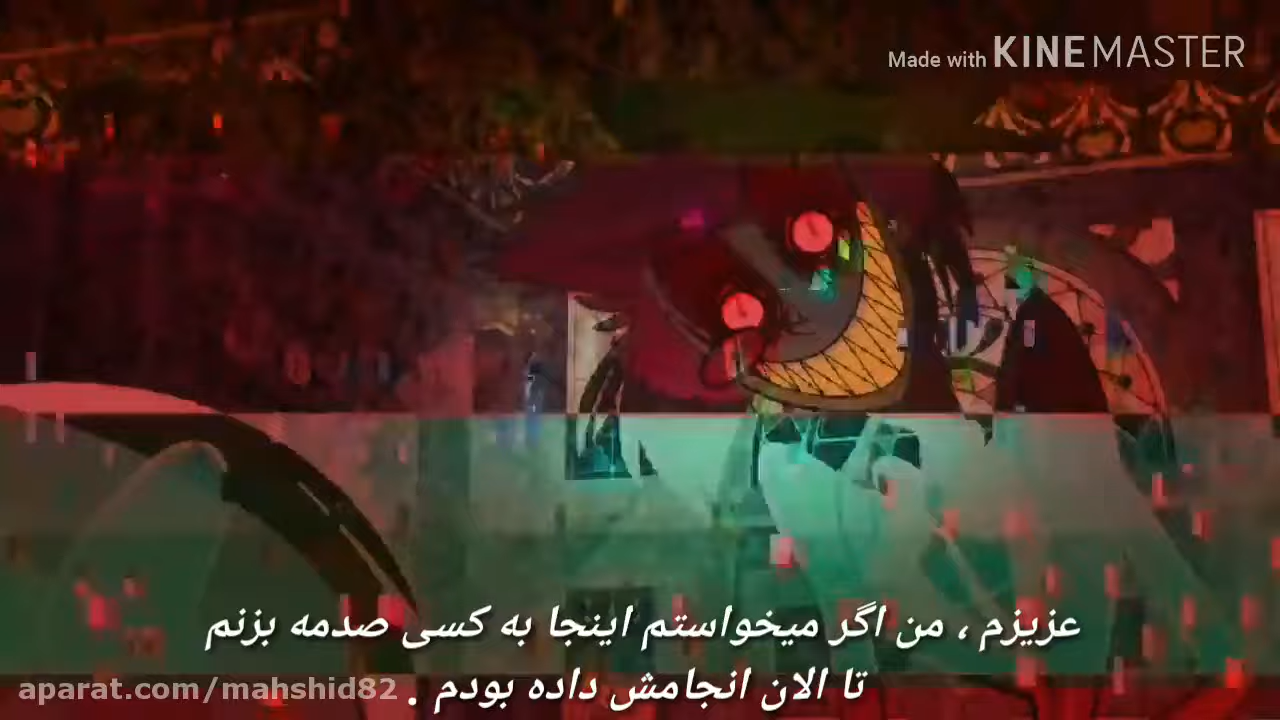 Made with KINEMASTER
عزیزم ، من اگر میخواستم اینجا به کسی صدمه بزنم
تا الان انجامش داده بودم .
aparat.com/mahshid82